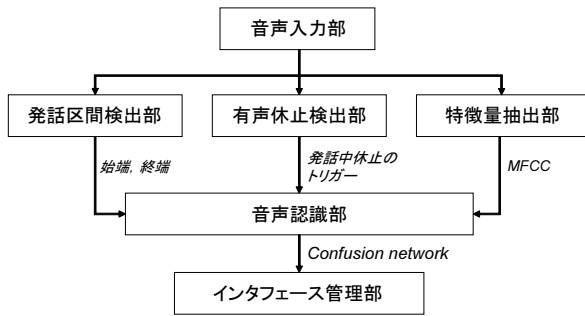 音声入力部
発話区間検出部
有声休止検出部
特徴量抽出部
始端, 終端
発話中休止の
トリガー
MFCC
音声認識部
Confusion network
インタフェース管理部